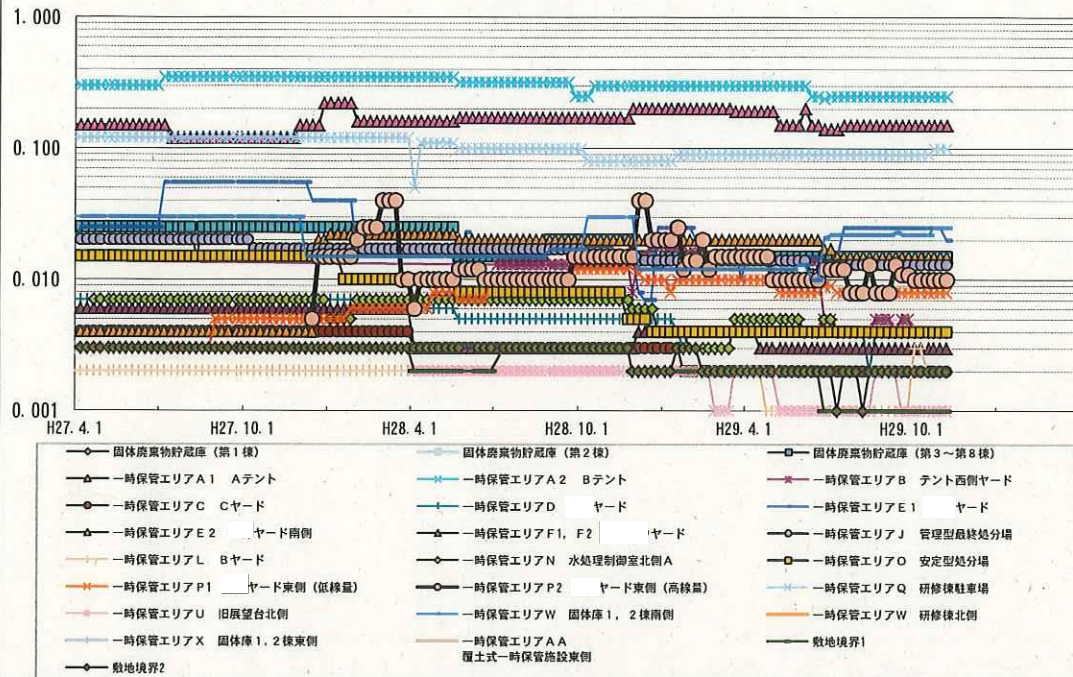 1.000
0.100
0.010
0.001
H27.4.1 H27.10.1 H28.4.1 H28.10.1 H29.4.1 H29.10.1
固体廃棄物貯蔵庫（第1棟） 固体廃棄物貯蔵庫（第2棟） 固体廃棄物貯蔵庫（第3～第8棟）
一時保管エリアA1 Aテント 一時保管エリアA2 Bテント 一時保管エリアB テント西側ヤード
一時保管エリアC Cヤード 一時保管エリアD ヤード 一時保管エリアE1 ヤード
一時保管エリアE2 ヤード南側 一時保管エリアF1，F2 ヤード 一時保管エリアJ 管理型最終処分場
一時保管エリアL Bヤード 一時保管エリアN 水処理制御室北側A 一時保管エリアO 安定型処分場
一時保管エリアP1 ヤード東側（低線量） 一時保管エリアP2 ヤード東側（高線量） 一時保管エリアQ 研修棟駐車場
一時保管エリアU 旧展望台北側 一時保管エリアW 固体庫1，2棟南側 一時保管エリアW 研修棟北側
一時保管エリアX 固体庫1，2棟東側 一時保管エリアAA 敷地境界1
覆土式一時保管施設東側
敷地境界2